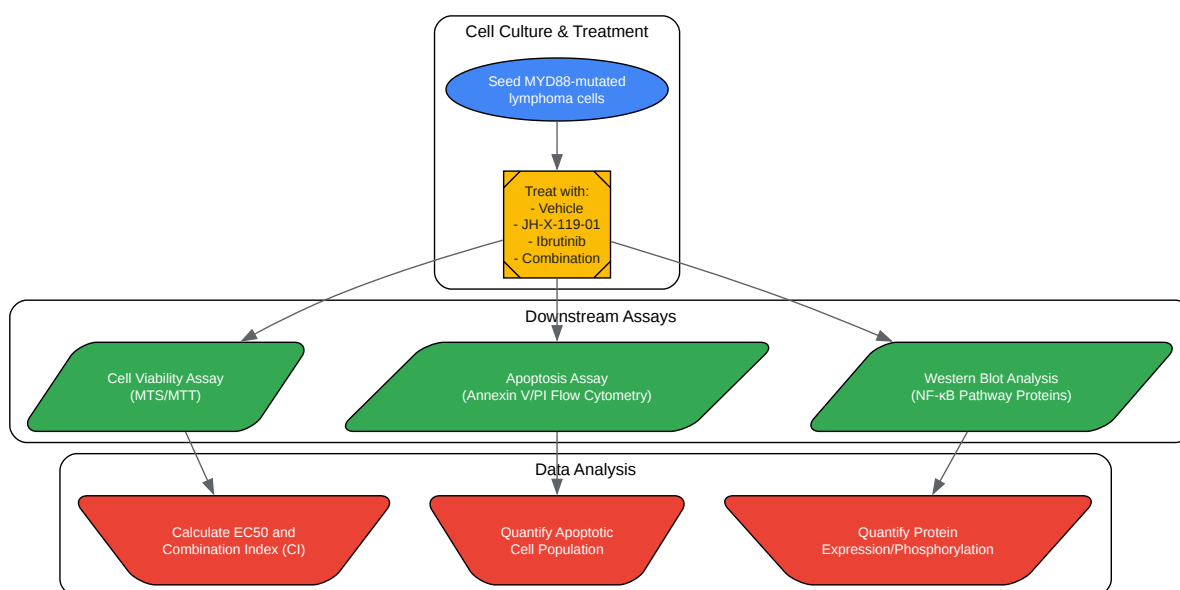 Cell Culture & Treatment
Seed MYD88-mutated
lymphoma cells
Treat with:
- Vehicle
- JH-X-119-01
- Ibrutinib
- Combination
Downstream Assays
Cell Viability Assay
(MTS/MTT)
Apoptosis Assay
(Annexin V/PI Flow Cytometry)
Western Blot Analysis
(NF-κB Pathway Proteins)
Data Analysis
Calculate EC50 and
Combination Index (CI)
Quantify Apoptotic
Cell Population
Quantify Protein
Expression/Phosphorylation